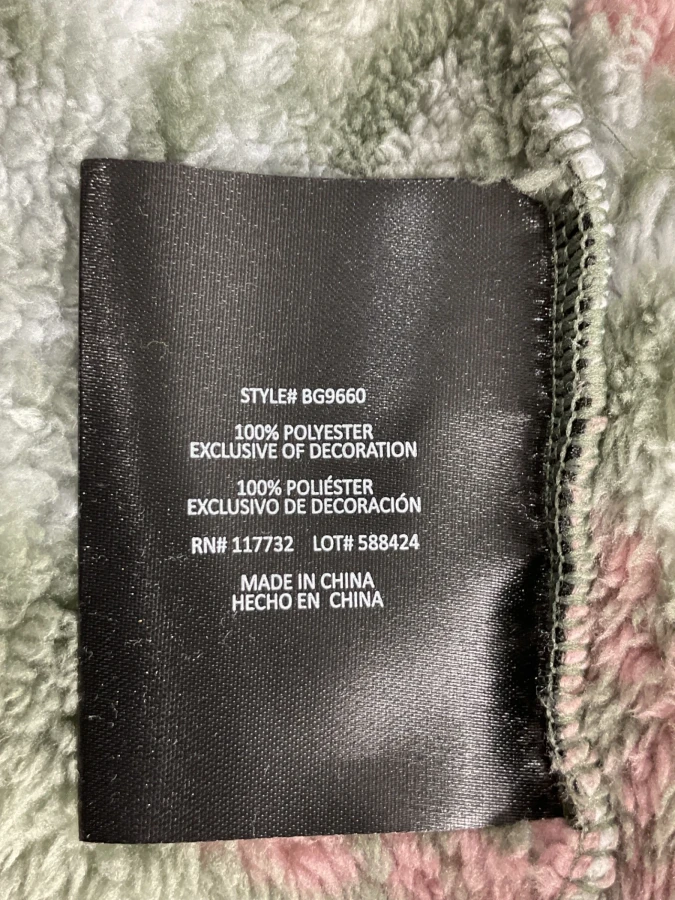 STYLE# BG9660
100% POLYESTER
EXCLUSIVE OF DECORATION
100% POLIÉSTER
EXCLUSIVO DE DECORACIÓN
RN# 117732 LOT# 588424
MADE IN CHINA
HECHO EN CHINA